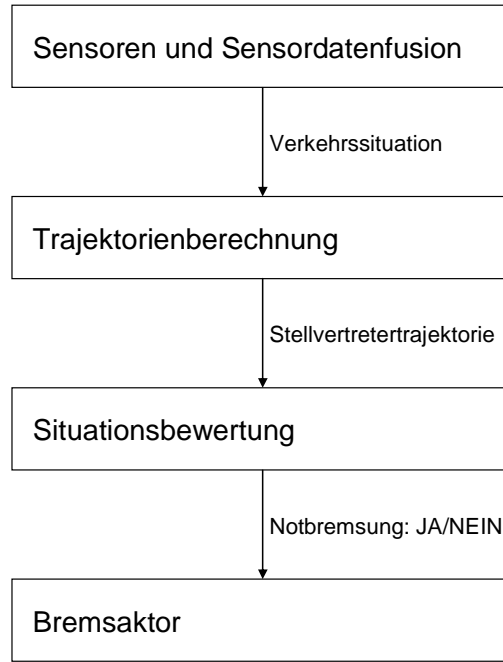 Sensoren und Sensordatenfusion
Verkehrssituation
Trajektorienberechnung
Stellvertretertrajektorie
Situationsbewertung
Notbremsung: JA/NEIN
Bremsaktor